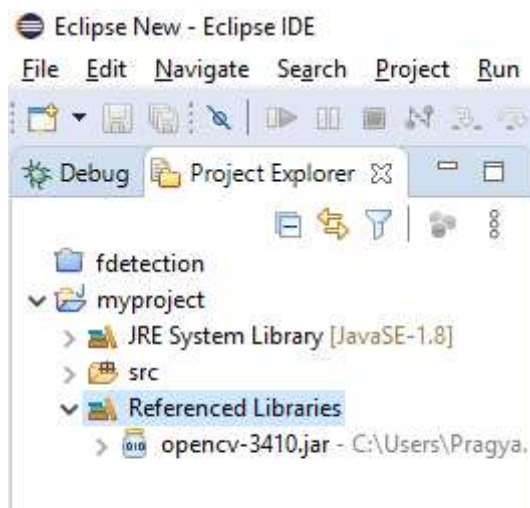 Eclipse New - Eclipse IDE
File Edit Navigate Search Project Run
Debug Project Explorer
fdetection
myproject
JRE System Library [JavaSE-1.8]
src
Referenced Libraries
010 opencv-3410.jar - C:\Users\Pragya.